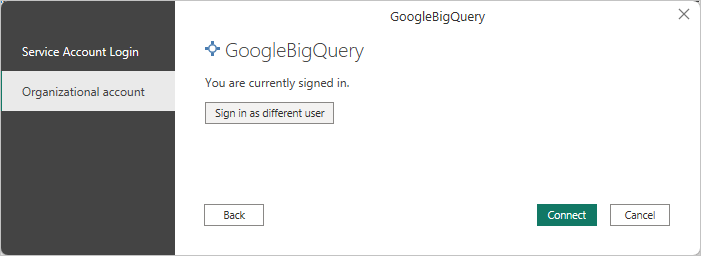 GoogleBigQuery
Service Account Login
Organizational account
GoogleBigQuery
You are currently signed in.
Sign in as different user
Back
Connect
Cancel